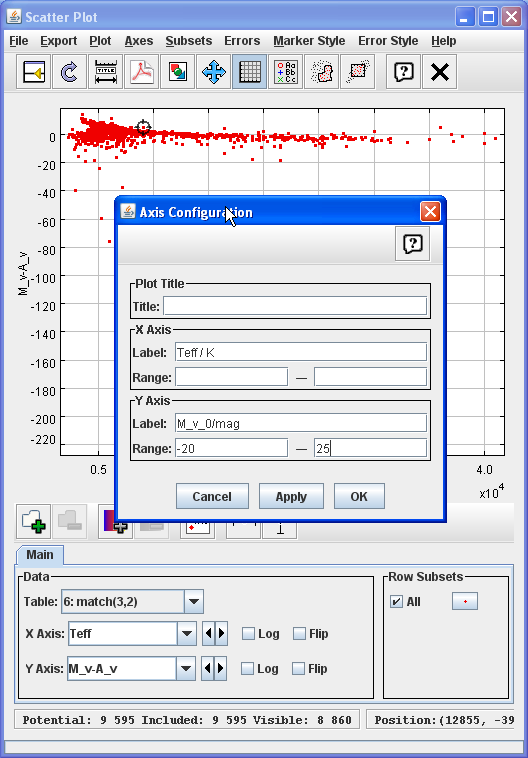 Scatter Plot
File Export Plot Axes Subsets Errors Marker Style Error Style Help
TITLE
A
Bb
Cc
0
-20
-40
-60
-80
-100
-120
-140
-160
-180
-200
-220
M_v-A_v
0.5
4.0
x10⁴
Axis Configuration
Plot Title
Title:
X Axis
Label: Teff / K
Range: —
Y Axis
Label: M_v_0/mag
Range: -20 — 25
Cancel Apply OK
Main
Data
Table: 6: match(3,2)
X Axis: Teff Log Flip
Y Axis: M_v-A_v Log Flip
Row Subsets
All
Potential: 9 595 Included: 9 595 Visible: 8 860
Position:(12855, -39